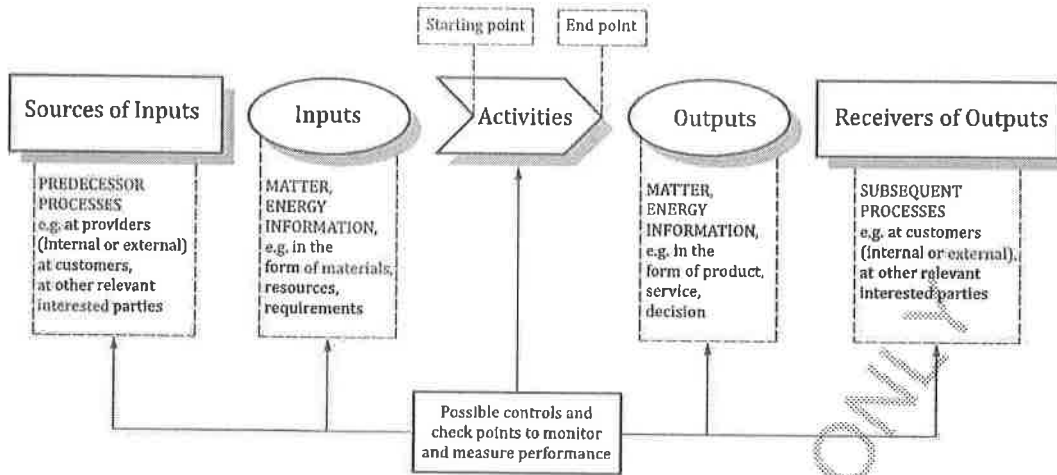 Starting point
End point
Sources of Inputs
Inputs
Activities
Outputs
Receivers of Outputs
PREDECESSOR
PROCESSES
e.g. at providers
(internal or external)
at customers,
at other relevant
interested parties
MATTER,
ENERGY
INFORMATION,
e.g. in the
form of materials,
resources,
requirements
MATTER,
ENERGY
INFORMATION,
e.g. in the
form of product,
service,
decision
SUBSEQUENT
PROCESSES
e.g. at customers
(internal or external),
at other relevant
interested parties
Possible controls and
check points to monitor
and measure performance
ONLY